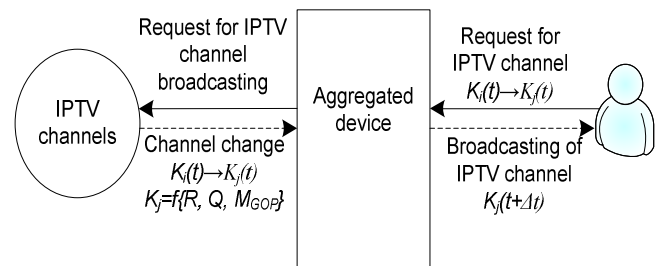 IPTV
channels
Request for IPTV
channel
broadcasting
Channel change
Kᵢ(t)→Kⱼ(t)
Kⱼ=f{R, Q, M_GOP}
Aggregated
device
Request for
IPTV channel
Kᵢ(t)→Kⱼ(t)
Broadcasting of
IPTV channel
Kⱼ(t+Δt)